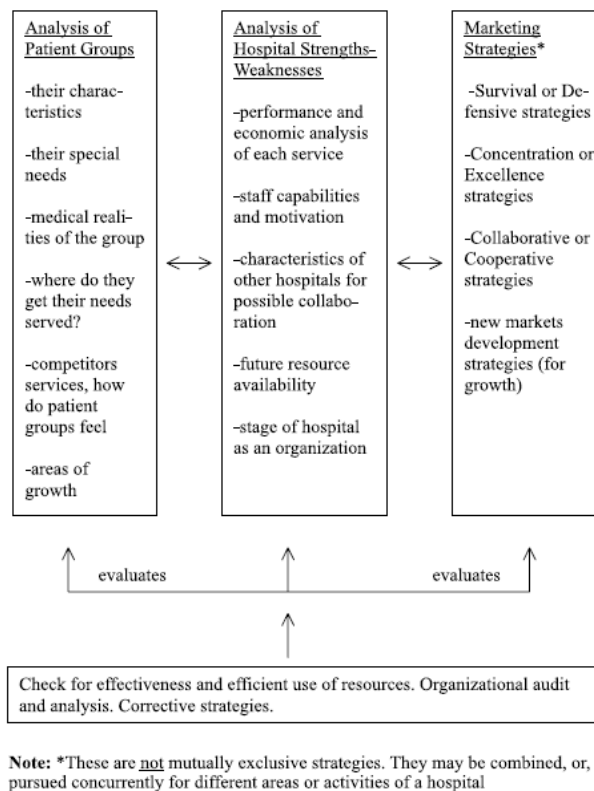 Analysis of
Patient Groups
-their charac-
teristics
-their special
needs
-medical reali-
ties of the group
-where do they
get their needs
served?
-competitors
services, how
do patient
groups feel
-areas of
growth
Analysis of
Hospital Strengths-
Weaknesses
-performance and
economic analysis
of each service
-staff capabilities
and motivation
-characteristics of
other hospitals for
possible collabo-
ration
-future resource
availability
-stage of hospital
as an organization
Marketing
Strategies*
-Survival or De-
fensive strategies
-Concentration or
Excellence
strategies
-Collaborative or
Cooperative
strategies
-new markets
development
strategies (for
growth)
evaluates
evaluates
Check for effectiveness and efficient use of resources. Organizational audit
and analysis. Corrective strategies.
Note: *These are not mutually exclusive strategies. They may be combined, or,
pursued concurrently for different areas or activities of a hospital